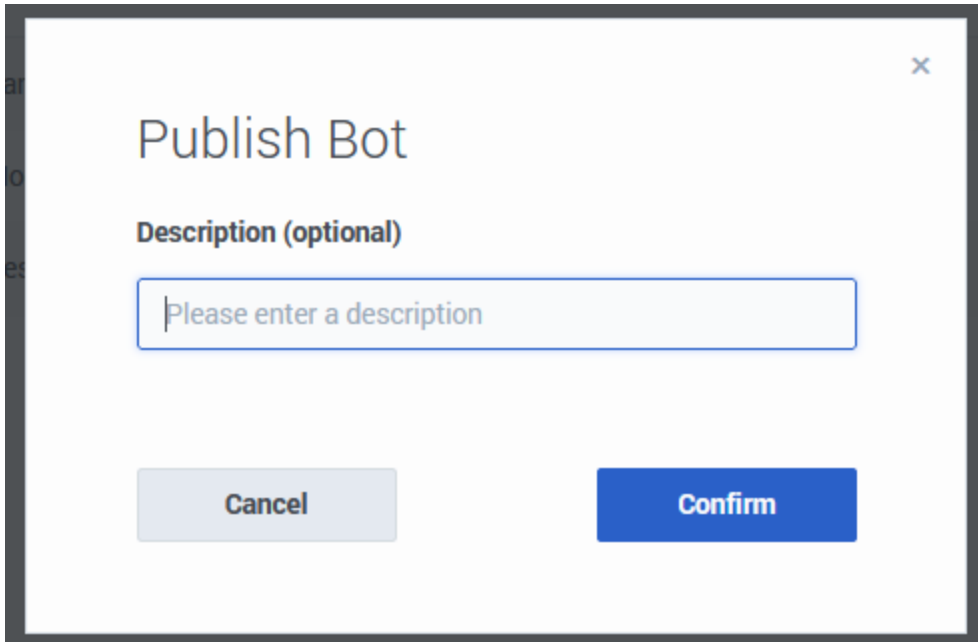 ×
Publish Bot
Description (optional)
Please enter a description
Cancel
Confirm